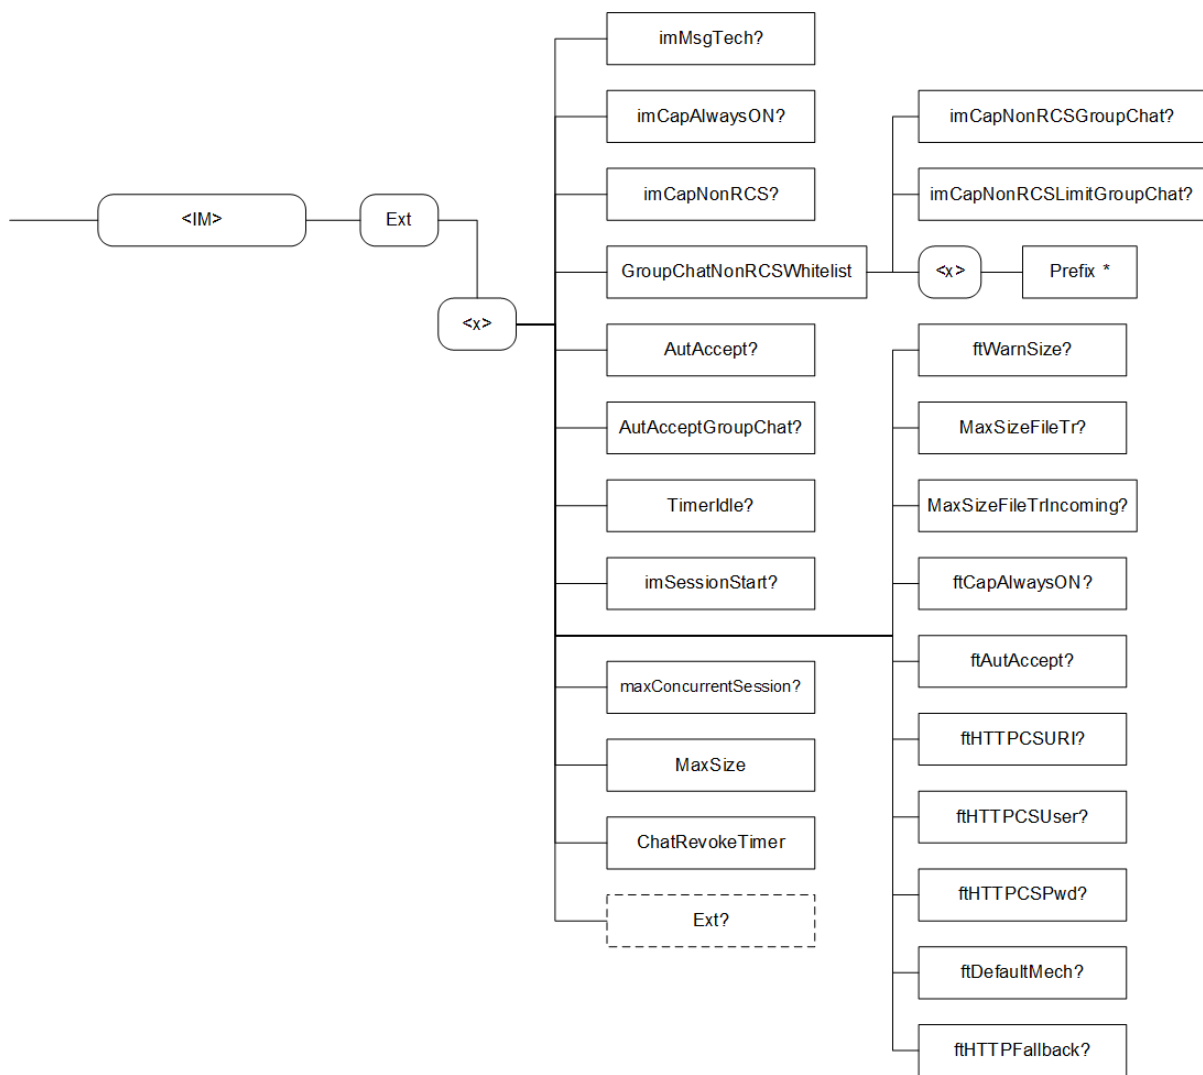 <IM>
Ext
<x>
imMsgTech?
imCapAlwaysON?
imCapNonRCS?
GroupChatNonRCSWhitelist
imCapNonRCSGroupChat?
imCapNonRCSLimitGroupChat?
<x>
Prefix *
AutAccept?
AutAcceptGroupChat?
TimerIdle?
imSessionStart?
maxConcurrentSession?
MaxSize
ChatRevokeTimer
Ext?
ftWarnSize?
MaxSizeFileTr?
MaxSizeFileTrIncoming?
ftCapAlwaysON?
ftAutAccept?
ftHTTPCSURI?
ftHTTPCSUser?
ftHTTPCSPwd?
ftDefaultMech?
ftHTTPFallback?